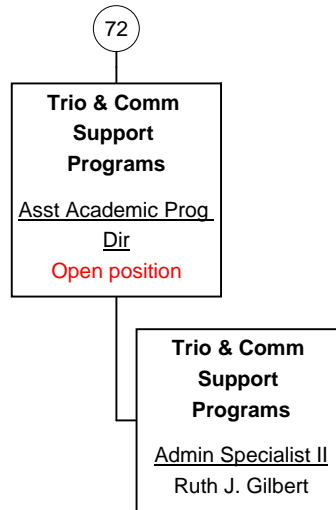 72
Trio & Comm
Support
Programs
Asst Academic Prog
Dir
Open position
Trio & Comm
Support
Programs
Admin Specialist II
Ruth J. Gilbert